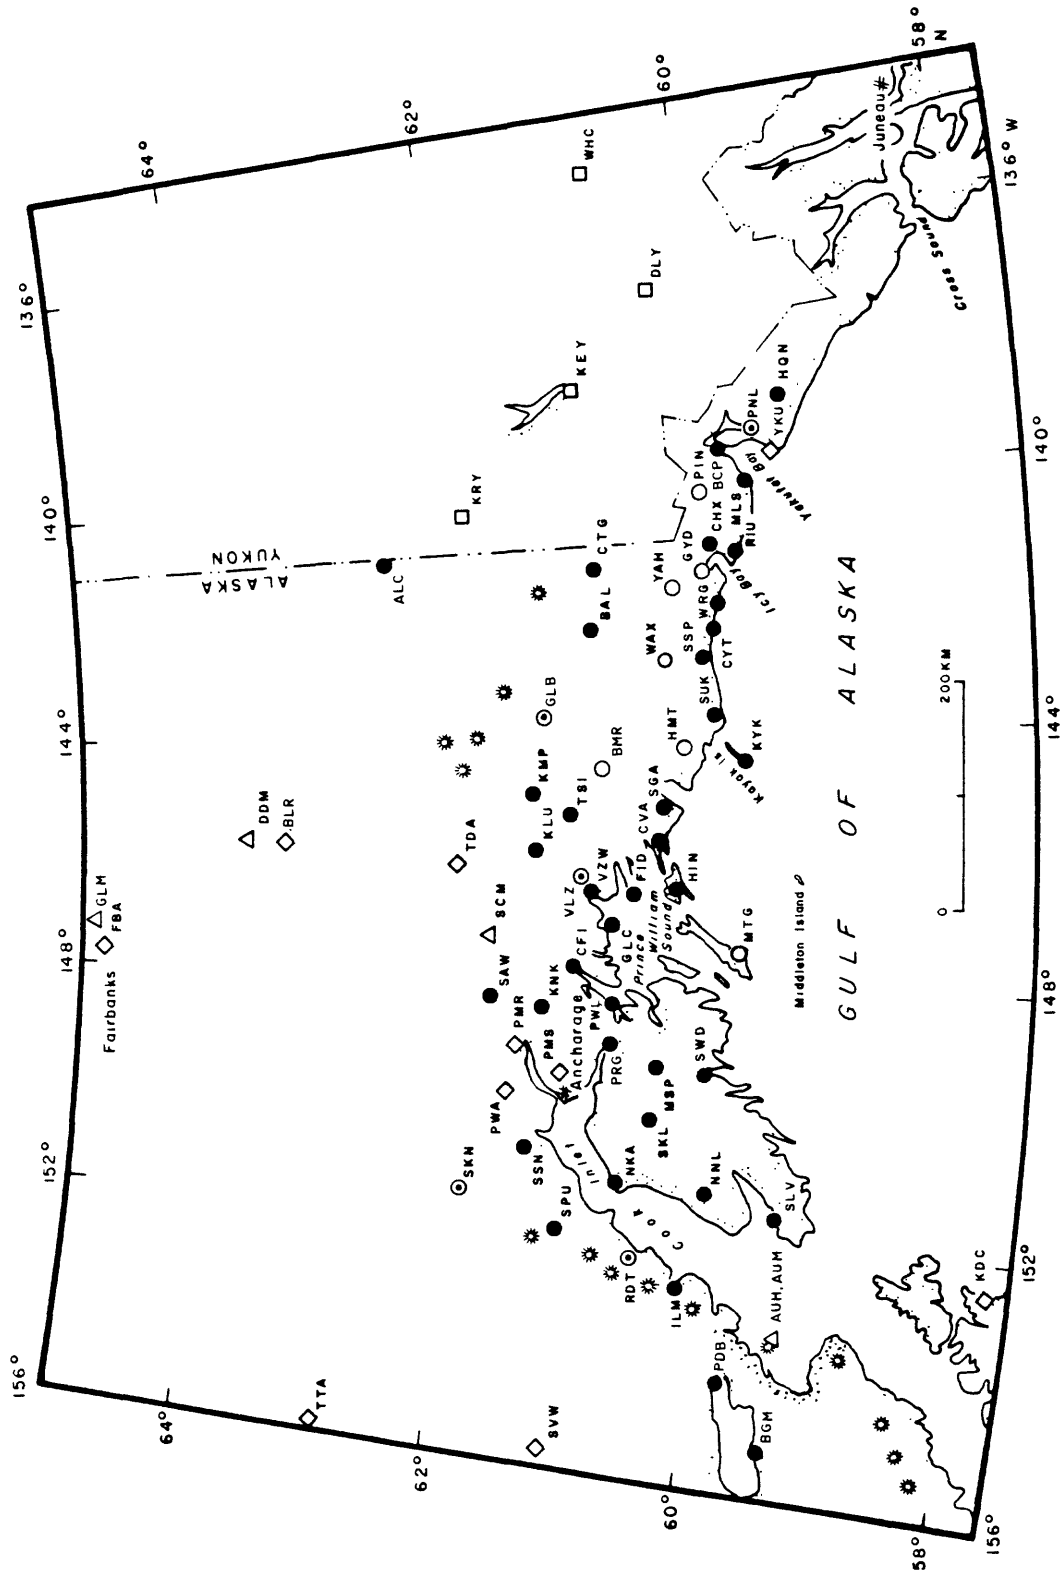 156°
152°
148°
144°
140°
136°
64°
62°
60°
58°
N
64°
62°
60°
58°
156°
152°
148°
144°
140°
136° W
Fairbanks
GLM
FBA
DDM
BLR
TTA
SVW
SKN
PWA
PMR
PMS
SAW
SCM
TDA
KNK
SSN
SPU
Anchorage
CFI
VLZ
VZW
KLU
KMP
TSI
GLB
BMR
BAL
CTG
ALC
ALASKA
YUKON
KRY
KEY
DLY
WHC
RDT
ILM
Cook
Inlet
NKA
PRG
PWL
GLC
FID
Prince
William
Sound
HIN
CVA
SGA
HMT
WAX
YAH
GYD
PIN
SUK
SSP
CYT
WRG
CHX
BCP
MLS
RIU
PNL
YKU
HQN
Icy Bay
Yakutat Bay
Kayak Is
KYK
MTG
Middleton Island
SKL
MSP
SWD
NNL
SLV
PDB
BGM
AUH, AUM
KDC
Cross Sound
Juneau
GULF OF ALASKA
0
200 KM